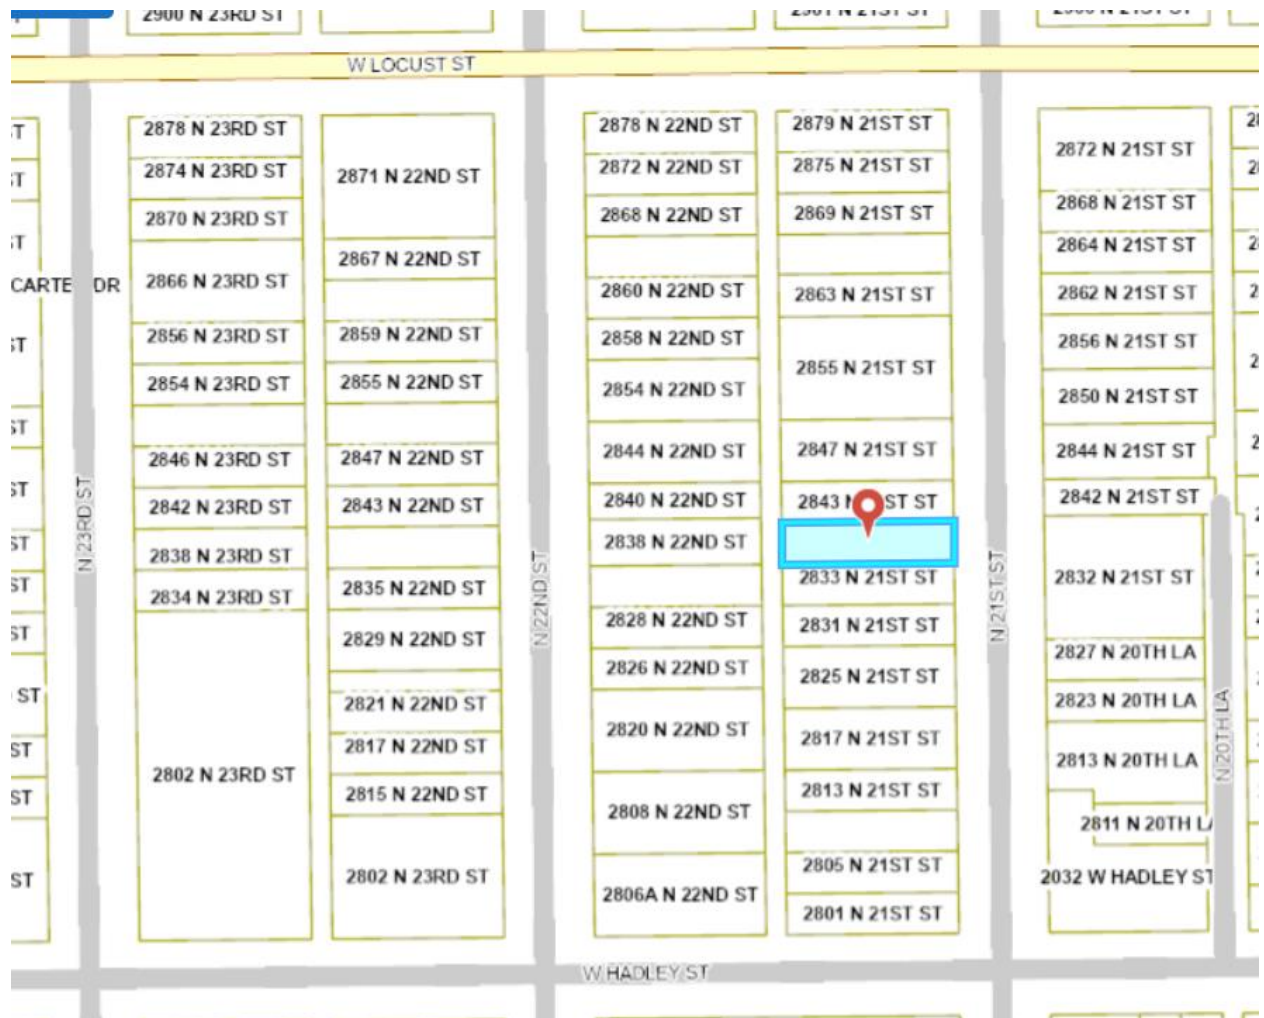 2900 N 23RD ST
2901 N 21ST ST
W LOCUST ST
2878 N 23RD ST
2874 N 23RD ST
2870 N 23RD ST
2866 N 23RD ST
2856 N 23RD ST
2854 N 23RD ST
2846 N 23RD ST
2842 N 23RD ST
2838 N 23RD ST
2834 N 23RD ST
2802 N 23RD ST
2871 N 22ND ST
2867 N 22ND ST
2859 N 22ND ST
2855 N 22ND ST
2847 N 22ND ST
2843 N 22ND ST
2835 N 22ND ST
2829 N 22ND ST
2821 N 22ND ST
2817 N 22ND ST
2815 N 22ND ST
2802 N 23RD ST
2878 N 22ND ST
2872 N 22ND ST
2868 N 22ND ST
2860 N 22ND ST
2858 N 22ND ST
2854 N 22ND ST
2844 N 22ND ST
2840 N 22ND ST
2838 N 22ND ST
2828 N 22ND ST
2826 N 22ND ST
2820 N 22ND ST
2808 N 22ND ST
2806A N 22ND ST
2879 N 21ST ST
2875 N 21ST ST
2869 N 21ST ST
2863 N 21ST ST
2855 N 21ST ST
2847 N 21ST ST
2843 N ST ST
2833 N 21ST ST
2831 N 21ST ST
2825 N 21ST ST
2817 N 21ST ST
2813 N 21ST ST
2805 N 21ST ST
2801 N 21ST ST
2872 N 21ST ST
2868 N 21ST ST
2864 N 21ST ST
2862 N 21ST ST
2856 N 21ST ST
2850 N 21ST ST
2844 N 21ST ST
2842 N 21ST ST
2832 N 21ST ST
2827 N 20TH LA
2823 N 20TH LA
2813 N 20TH LA
2811 N 20TH LA
2032 W HADLEY ST
CARTE DR
N 23RD ST
N 22ND ST
N 21ST ST
N 20TH LA
W HADLEY ST